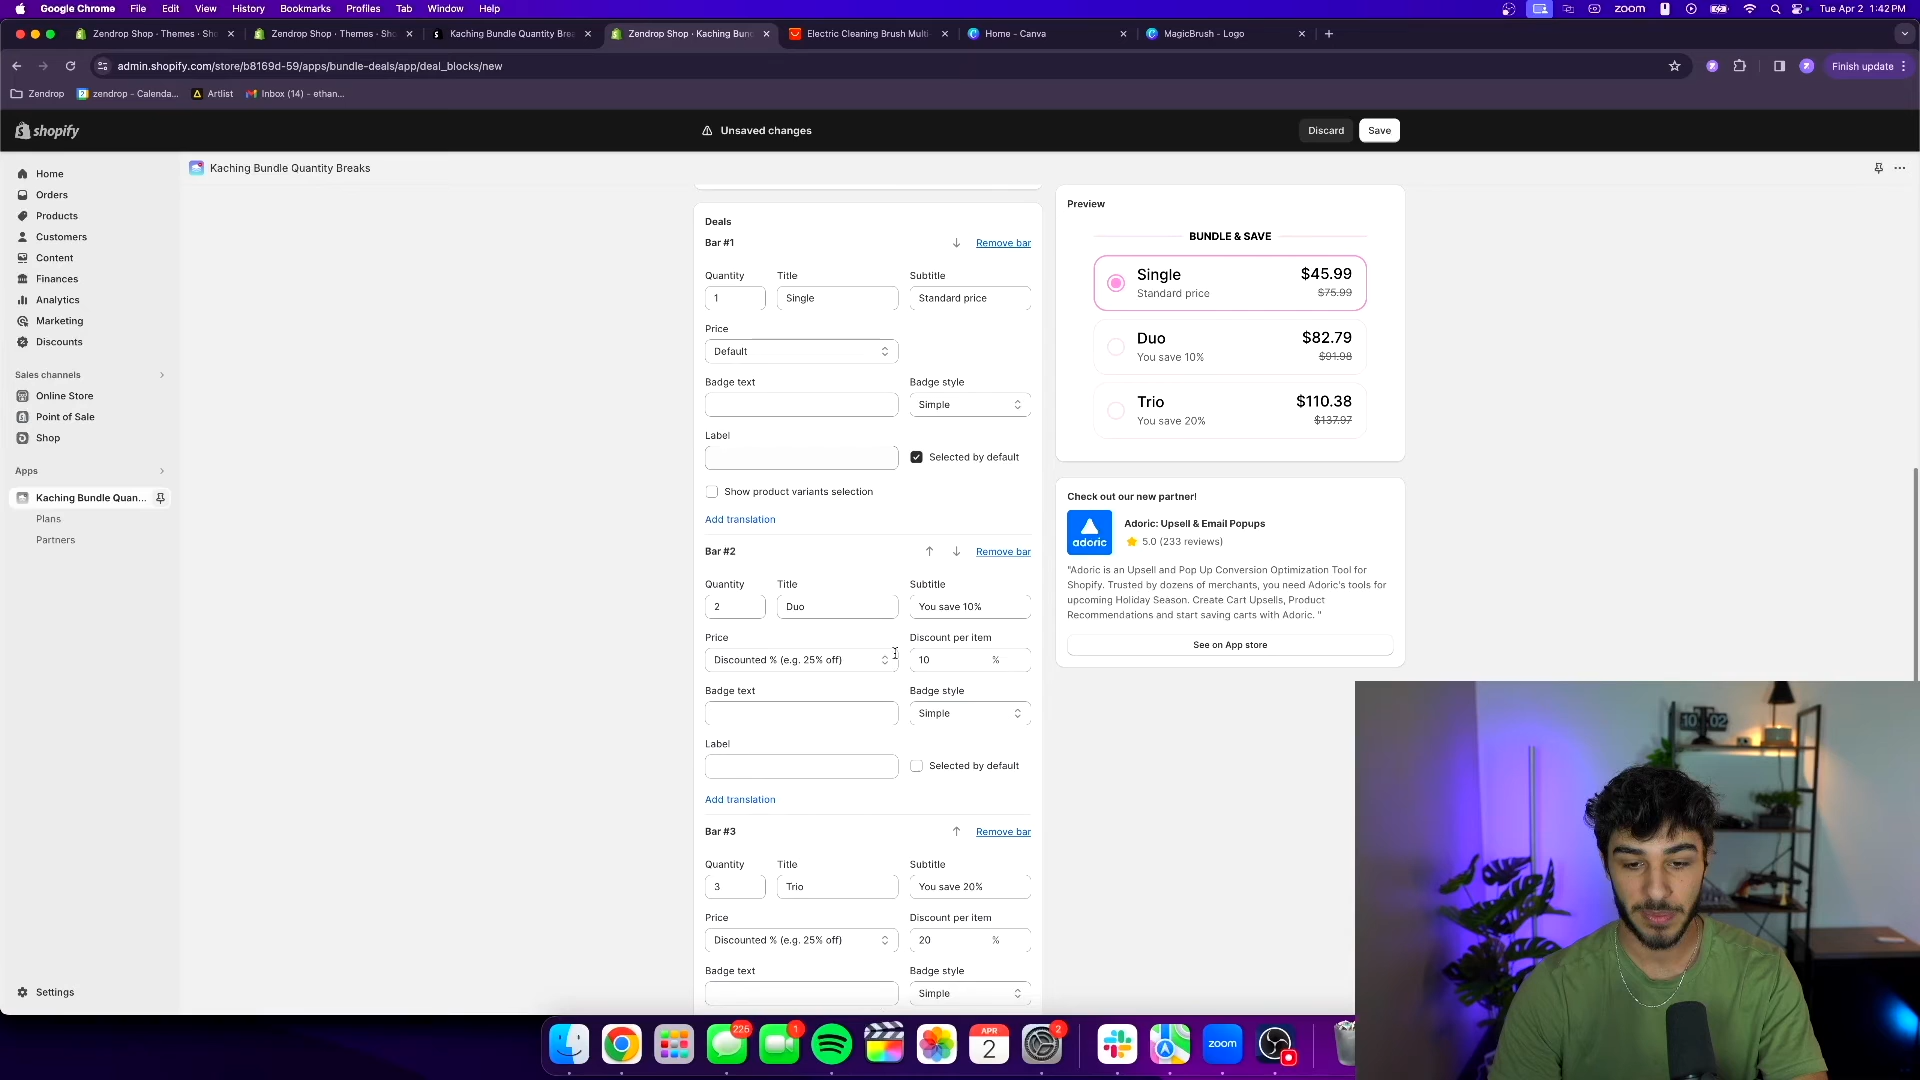 Google Chrome File Edit View History Bookmarks Profiles Tab Window Help
zoom Tue Apr 2 1:42 PM
Zendrop Shop · Themes · Sh
Zendrop Shop · Themes · Sh
Kaching Bundle Quantity Brea
Zendrop Shop · Kaching Bund
Electric Cleaning Brush Multi
Home - Canva
MagicBrush - Logo
admin.shopify.com/store/b8169d-59/apps/bundle-deals/app/deal_blocks/new
Finish update
Zendrop
zendrop - Calenda...
Artlist
Inbox (14) - ethan...
shopify
Unsaved changes
Discard
Save
Home
Orders
Products
Customers
Content
Finances
Analytics
Marketing
Discounts
Sales channels
Online Store
Point of Sale
Shop
Apps
Kaching Bundle Quan...
Plans
Partners
Settings
Kaching Bundle Quantity Breaks
Deals
Bar #1
Remove bar
Quantity Title Subtitle
1 Single Standard price
Price
Default
Badge text Badge style
Simple
Label
Selected by default
Show product variants selection
Add translation
Bar #2
Remove bar
Quantity Title Subtitle
2 Duo You save 10%
Price Discount per item
Discounted % (e.g. 25% off) 10 %
Badge text Badge style
Simple
Label
Selected by default
Add translation
Bar #3
Remove bar
Quantity Title Subtitle
3 Trio You save 20%
Price Discount per item
Discounted % (e.g. 25% off) 20 %
Badge text Badge style
Simple
Preview
BUNDLE & SAVE
Single $45.99
Standard price $75.99
Duo $82.79
You save 10% $91.98
Trio $110.38
You save 20% $137.97
Check out our new partner!
adoric
Adoric: Upsell & Email Popups
5.0 (233 reviews)
"Adoric is an Upsell and Pop Up Conversion Optimization Tool for
Shopify. Trusted by dozens of merchants, you need Adoric's tools for
upcoming Holiday Season. Create Cart Upsells, Product
Recommendations and start saving carts with Adoric. "
See on App store
226
1
APR
2
2
zoom